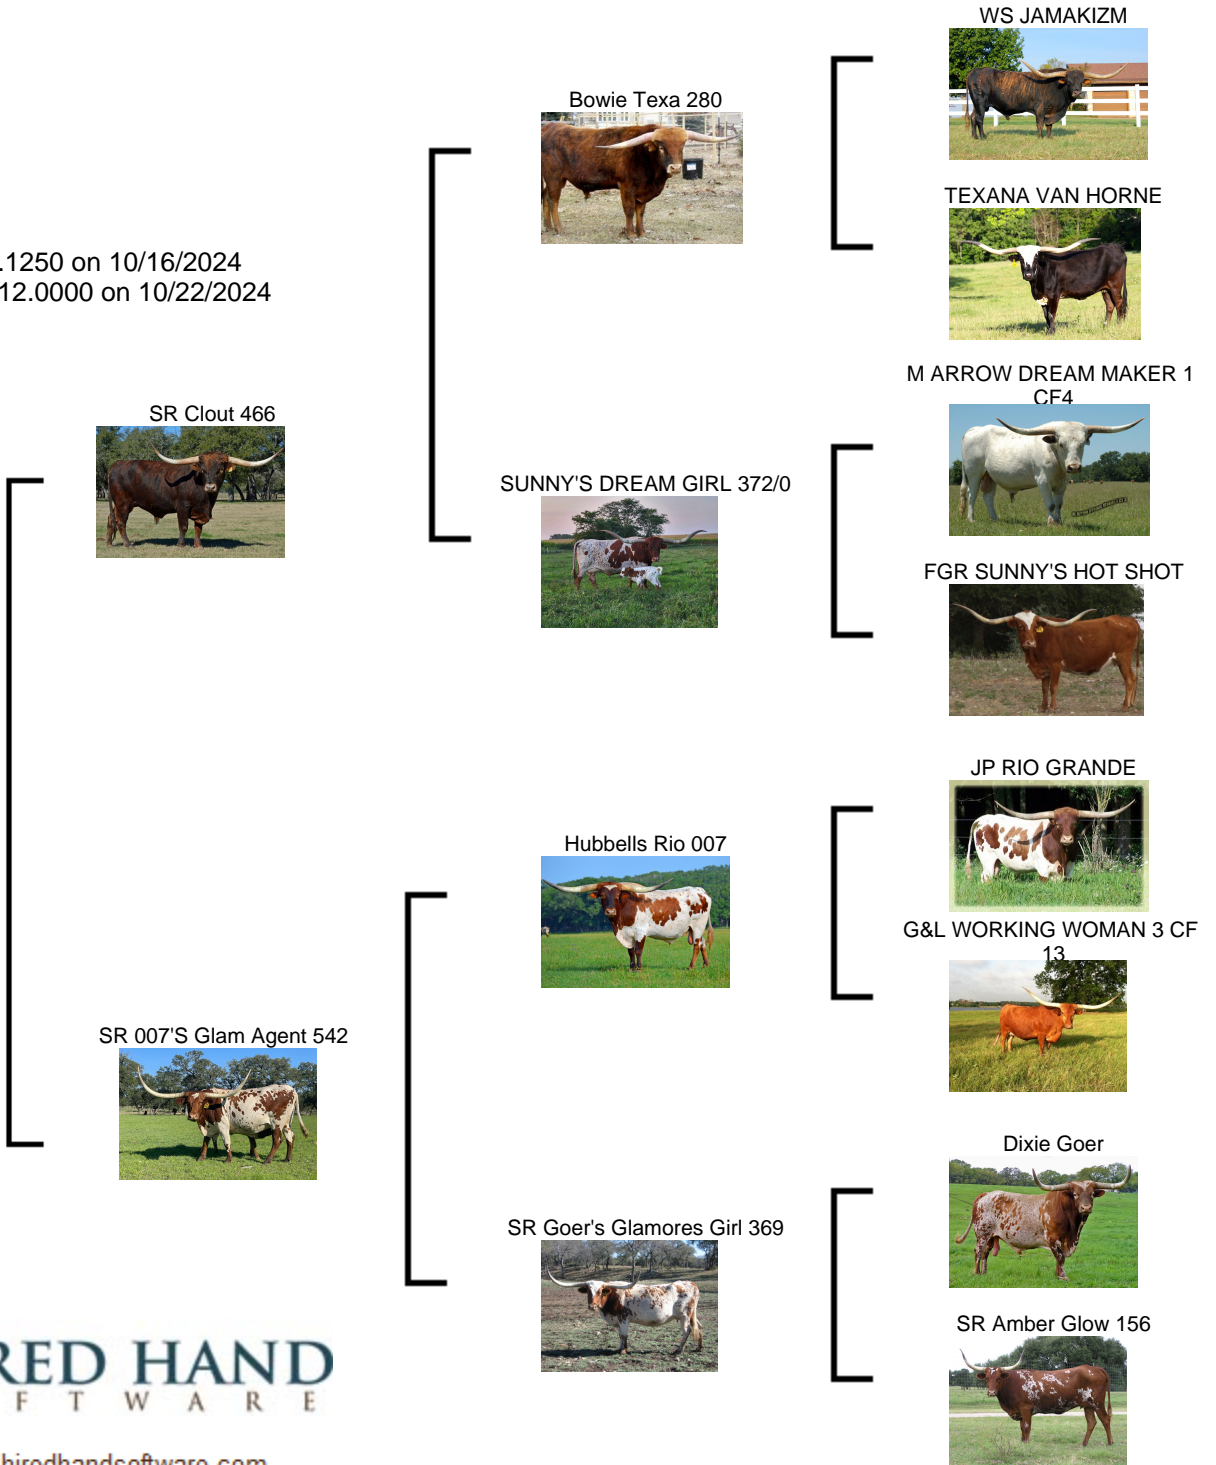 WS JAMAKIZM
Bowie Texa 280
TEXANA VAN HORNE
.1250 on 10/16/2024
12.0000 on 10/22/2024
M ARROW DREAM MAKER 1
CF4
SR Clout 466
SUNNY'S DREAM GIRL 372/0
FGR SUNNY'S HOT SHOT
JP RIO GRANDE
Hubbells Rio 007
G&L WORKING WOMAN 3 CF
13
SR 007'S Glam Agent 542
Dixie Goer
SR Goer's Glamores Girl 369
SR Amber Glow 156
RED HAND
F T W A R E
hiredhandsoftware.com